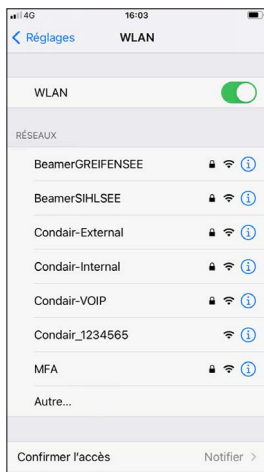 4G 16:03
Réglages WLAN
WLAN
RÉSEAUX
BeamerGREIFENSEE
BeamerSIHLSEE
Condair-External
Condair-Internal
Condair-VOIP
Condair_1234565
MFA
Autre...
Confirmer l'accès Notifier